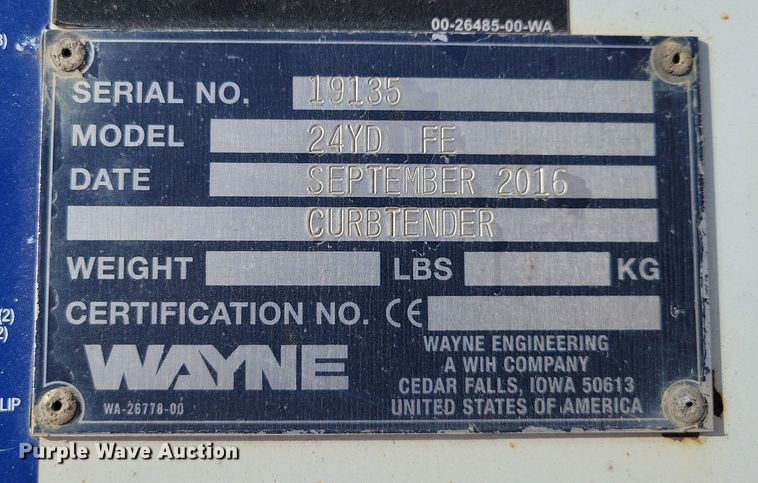 00-26485-00-WA
SERIAL NO. 19135
MODEL 24YD FE
DATE SEPTEMBER 2016
CURBTENDER
WEIGHT LBS KG
CERTIFICATION NO. CE
WAYNE
WAYNE ENGINEERING
A WIH COMPANY
CEDAR FALLS, IOWA 50613
UNITED STATES OF AMERICA
WA-26778-00
(2)
LIP
Purple Wave Auction